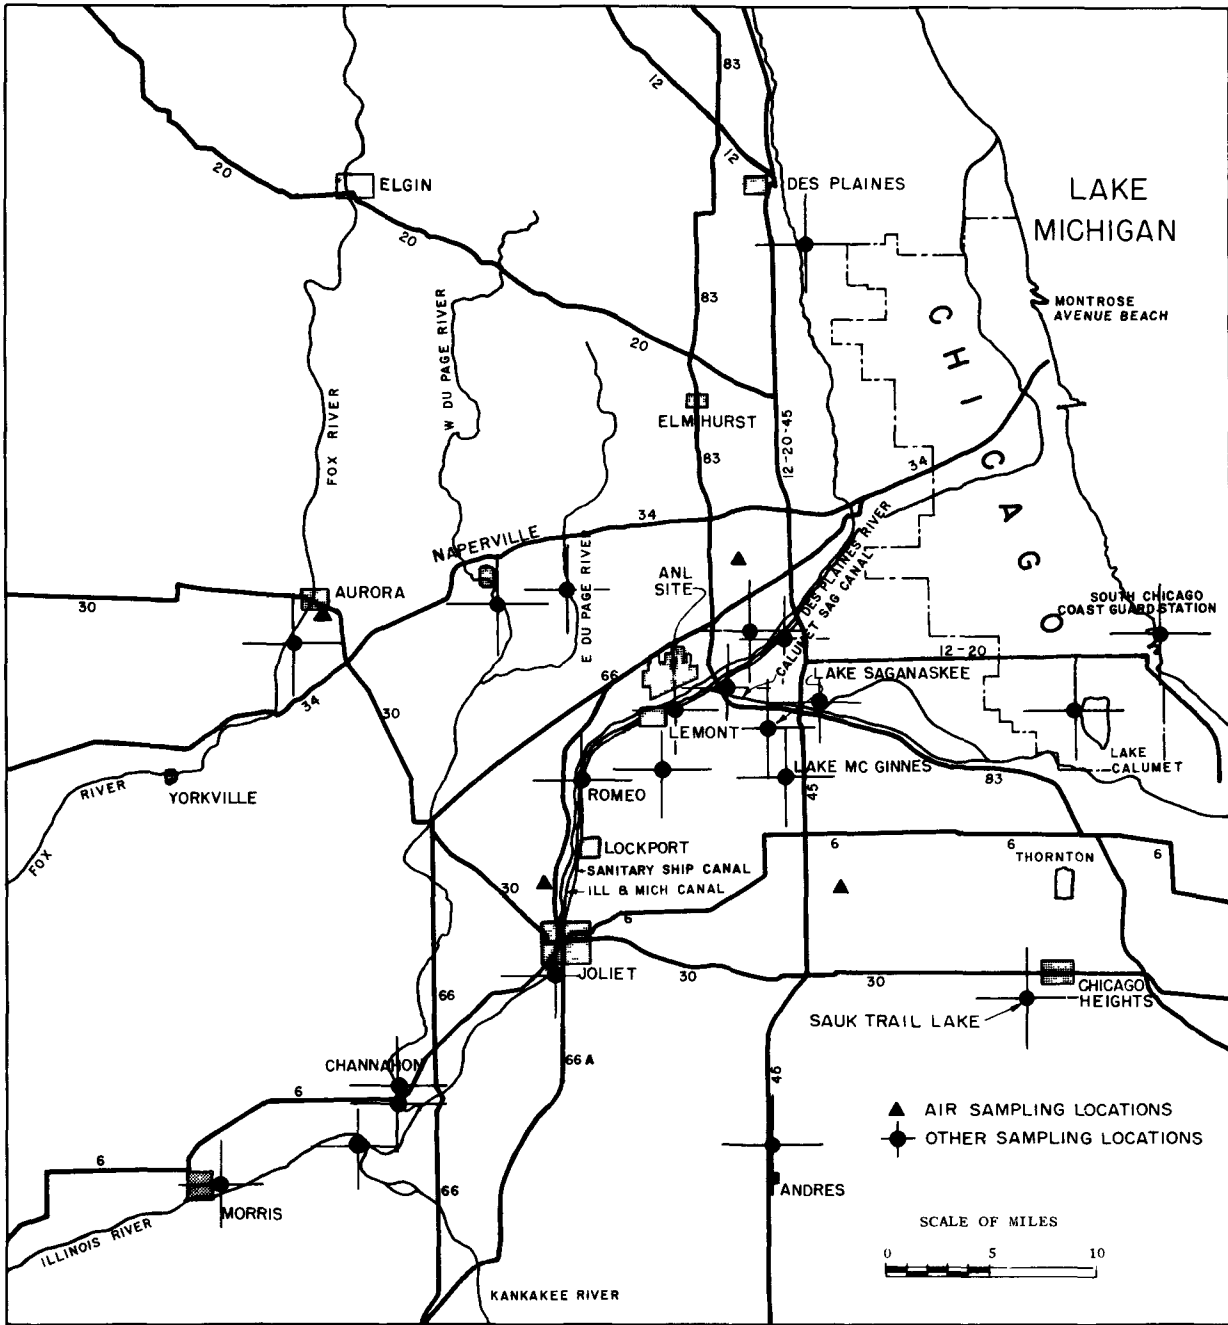 83
12
12
20
ELGIN
DES PLAINES
LAKE
MICHIGAN
20
83
W DU PAGE RIVER
MONTROSE
AVENUE BEACH
20
CHICAGO
FOX RIVER
ELMHURST
83
12-20-45
34
34
NAPERVILLE
ANL
SITE
DES PLAINES RIVER
CALUMET SAG CANAL
E DU PAGE RIVER
30
AURORA
SOUTH CHICAGO
COAST GUARD STATION
12-20
66
LAKE SAGANASKEE
34
30
LEMONT
LAKE
CALUMET
LAKE MC GINNES
83
RIVER
YORKVILLE
ROMEO
45
FOX
LOCKPORT
6
6
6
THORNTON
SANITARY SHIP CANAL
ILL & MICH CANAL
30
6
JOLIET
30
30
CHICAGO
HEIGHTS
66
SAUK TRAIL LAKE
CHANNAHON
66A
45
6
AIR SAMPLING LOCATIONS
OTHER SAMPLING LOCATIONS
6
66
ANDRES
MORRIS
ILLINOIS RIVER
SCALE OF MILES
0 5 10
KANKAKEE RIVER